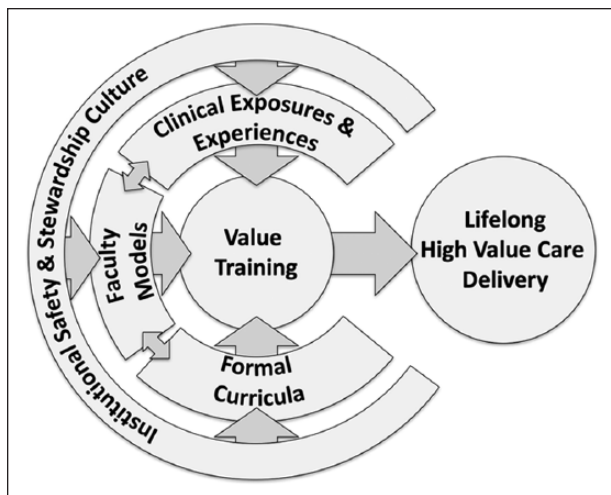 Institutional Safety & Stewardship Culture
Clinical Exposures &
Experiences
Faculty
Models
Value
Training
Formal
Curricula
Lifelong
High Value Care
Delivery